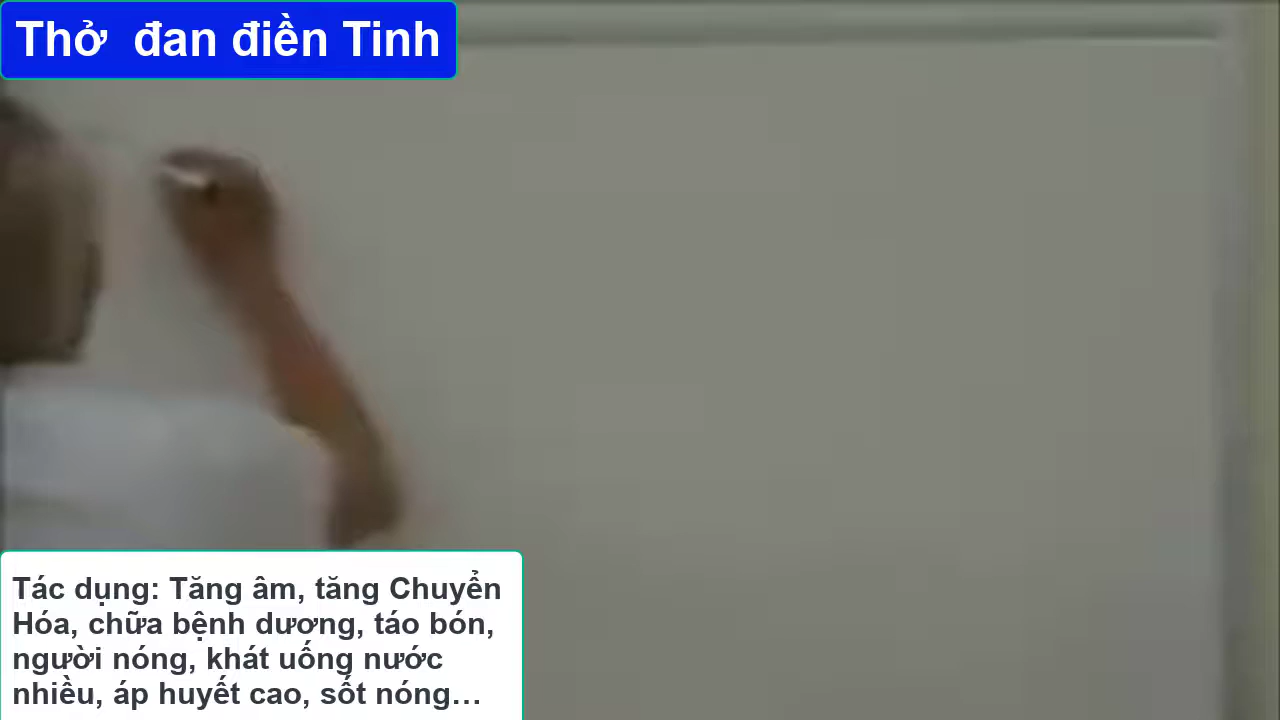 Thở đan điền Tinh
Tác dụng: Tăng âm, tăng Chuyển
Hóa, chữa bệnh dương, táo bón,
người nóng, khát uống nước
nhiều, áp huyết cao, sốt nóng...